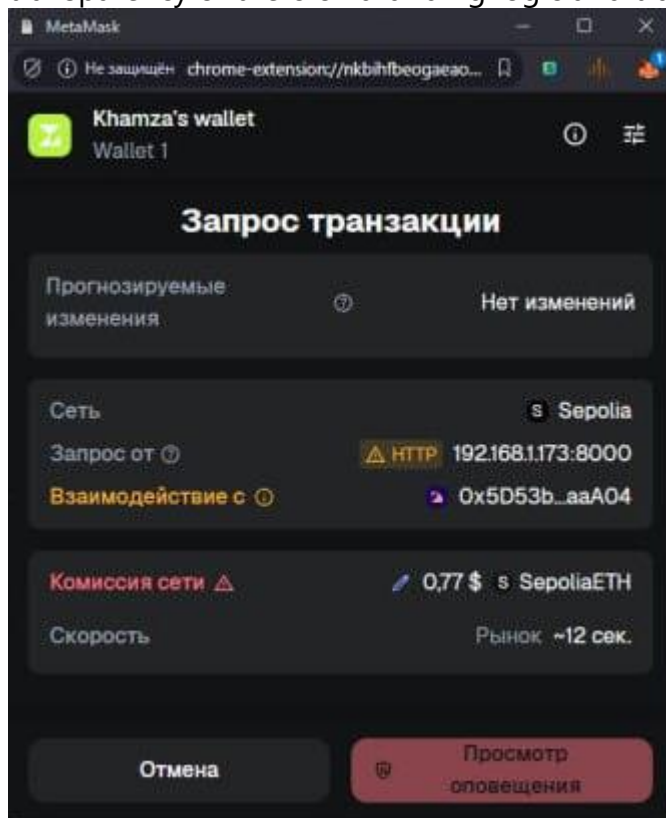 MetaMask
Не защищён chrome-extension://nkbihfbeogaeao...
Khamza's wallet
Wallet 1
Запрос транзакции
Прогнозируемые
изменения
Нет изменений
Сеть
S Sepolia
Запрос от
HTTP 192.168.1.173:8000
Взаимодействие с
0x5D53b...aaA04
Комиссия сети
0,77 $ S SepoliaETH
Скорость
Рынок ~12 сек.
Отмена
Просмотр
оповещения